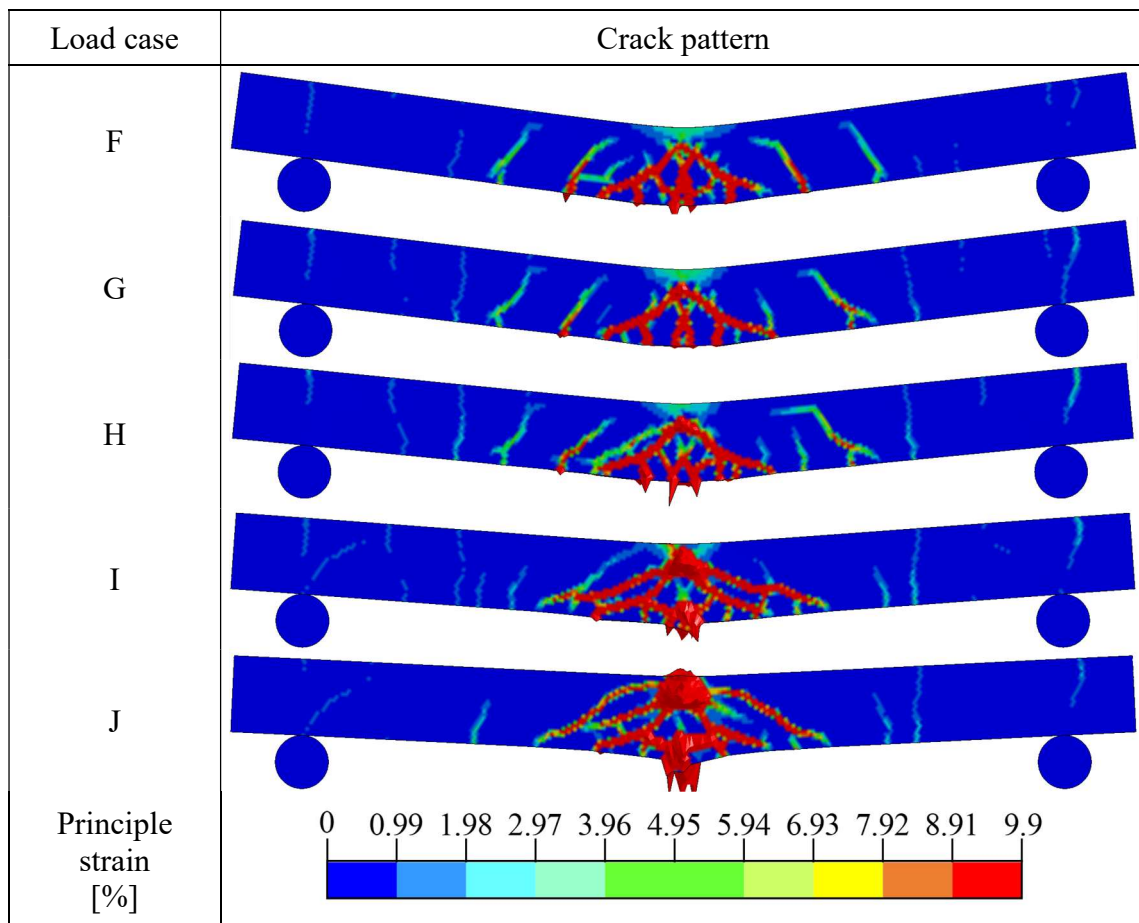 Load case Crack pattern
F
G
H
I
J
Principle
strain
[%]
0 0.99 1.98 2.97 3.96 4.95 5.94 6.93 7.92 8.91 9.9